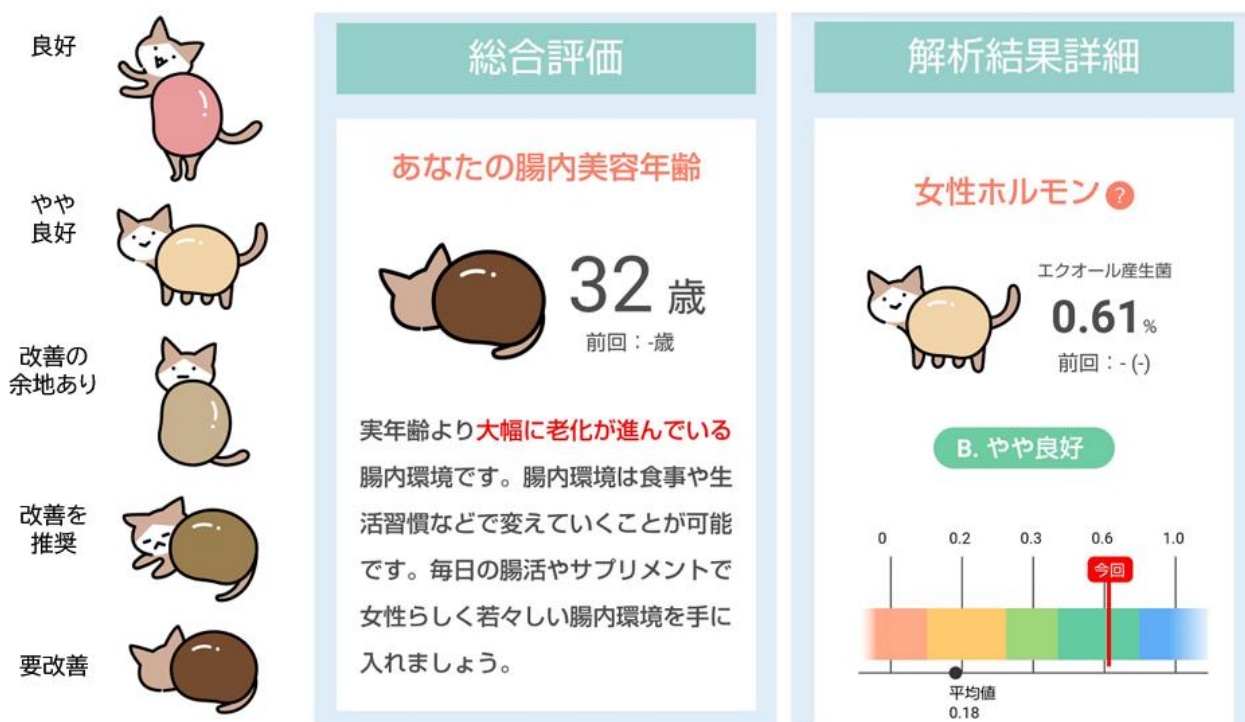 良好
やや
良好
改善の
余地あり
改善を
推奨
要改善
総合評価
あなたの腸内美容年齢
32 歳
前回：-歳
実年齢より大幅に老化が進んでいる
腸内環境です。腸内環境は食事や生
活習慣などで変えていくことが可能
です。毎日の腸活やサプリメントで
女性らしく若々しい腸内環境を手に
入れましょう。
解析結果詳細
女性ホルモン ?
エクオール産生菌
0.61 %
前回：- (-)
B. やや良好
0 0.2 0.3 0.6 1.0
今回
平均値
0.18